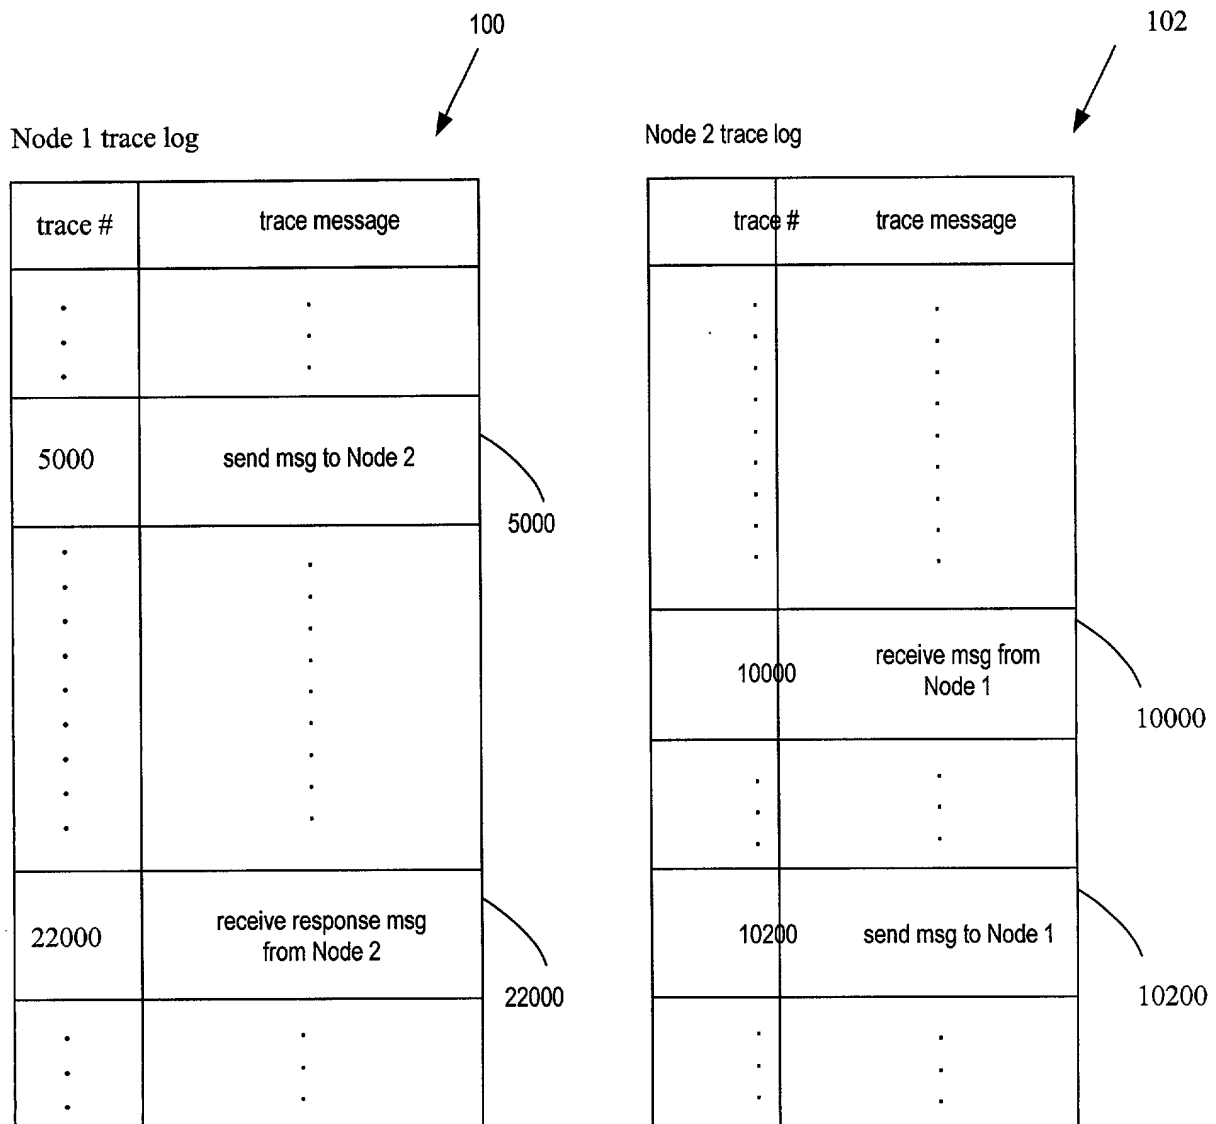 100
102
Node 1 trace log
Node 2 trace log
trace # trace message
trace # trace message
5000 send msg to Node 2
5000
receive msg from
10000 Node 1
10000
receive response msg
22000 from Node 2
22000
10200 send msg to Node 1
10200